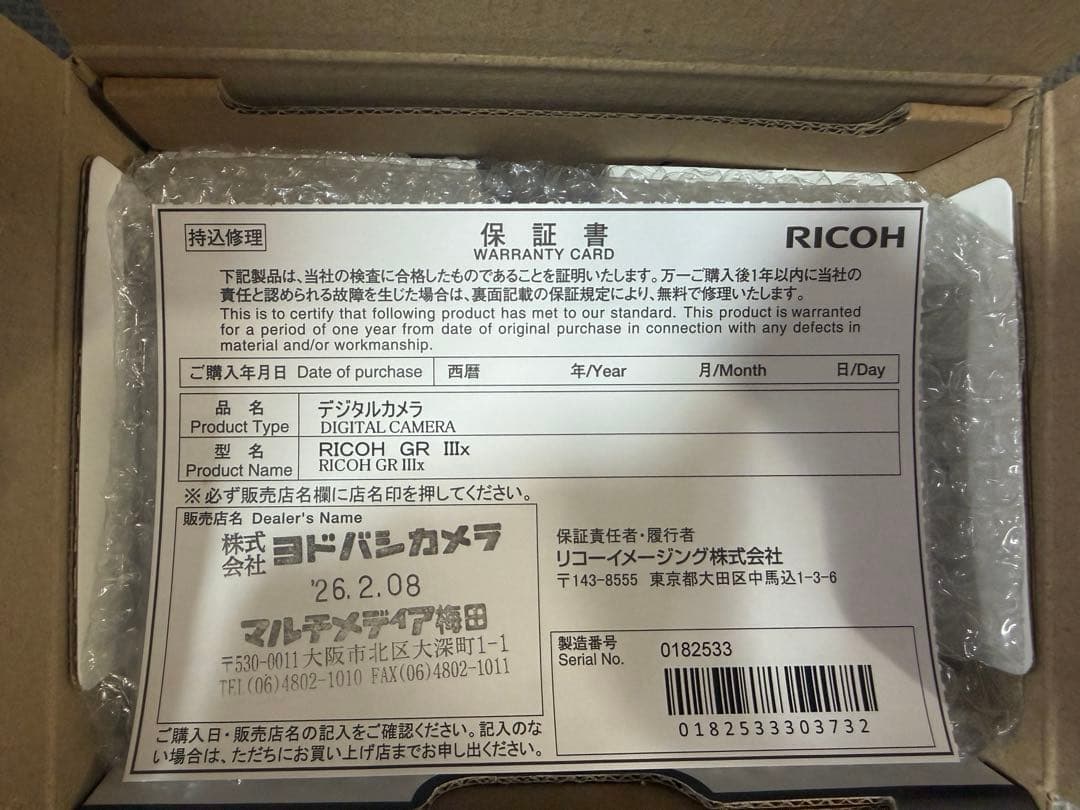 持込修理
保証書
WARRANTY CARD
RICOH
下記製品は、当社の検査に合格したものであることを証明いたします。万一ご購入後1年以内に当社の
責任と認められる故障を生じた場合は、裏面記載の保証規定により、無料で修理いたします。
This is to certify that following product has met to our standard. This product is warranted
for a period of one year from date of original purchase in connection with any defects in
material and/or workmanship.
ご購入年月日 Date of purchase 西暦 年/Year 月/Month 日/Day
品名 デジタルカメラ
Product Type DIGITAL CAMERA
型名 RICOH GR IIIx
Product Name RICOH GR IIIx
※必ず販売店名欄に店名印を押してください。
販売店名 Dealer's Name
株式会社 ヨドバシカメラ
'26.2.08
マルチメディア梅田
〒530-0011 大阪市北区大深町1-1
TEL(06)4802-1010 FAX(06)4802-1011
ご購入日・販売店名の記入をご確認ください。記入のな
い場合は、ただちにお買い上げ店までお申し出ください。
保証責任者・履行者
リコーイメージング株式会社
〒143-8555 東京都大田区中馬込1-3-6
製造番号
Serial No.
0182533
0182533303732